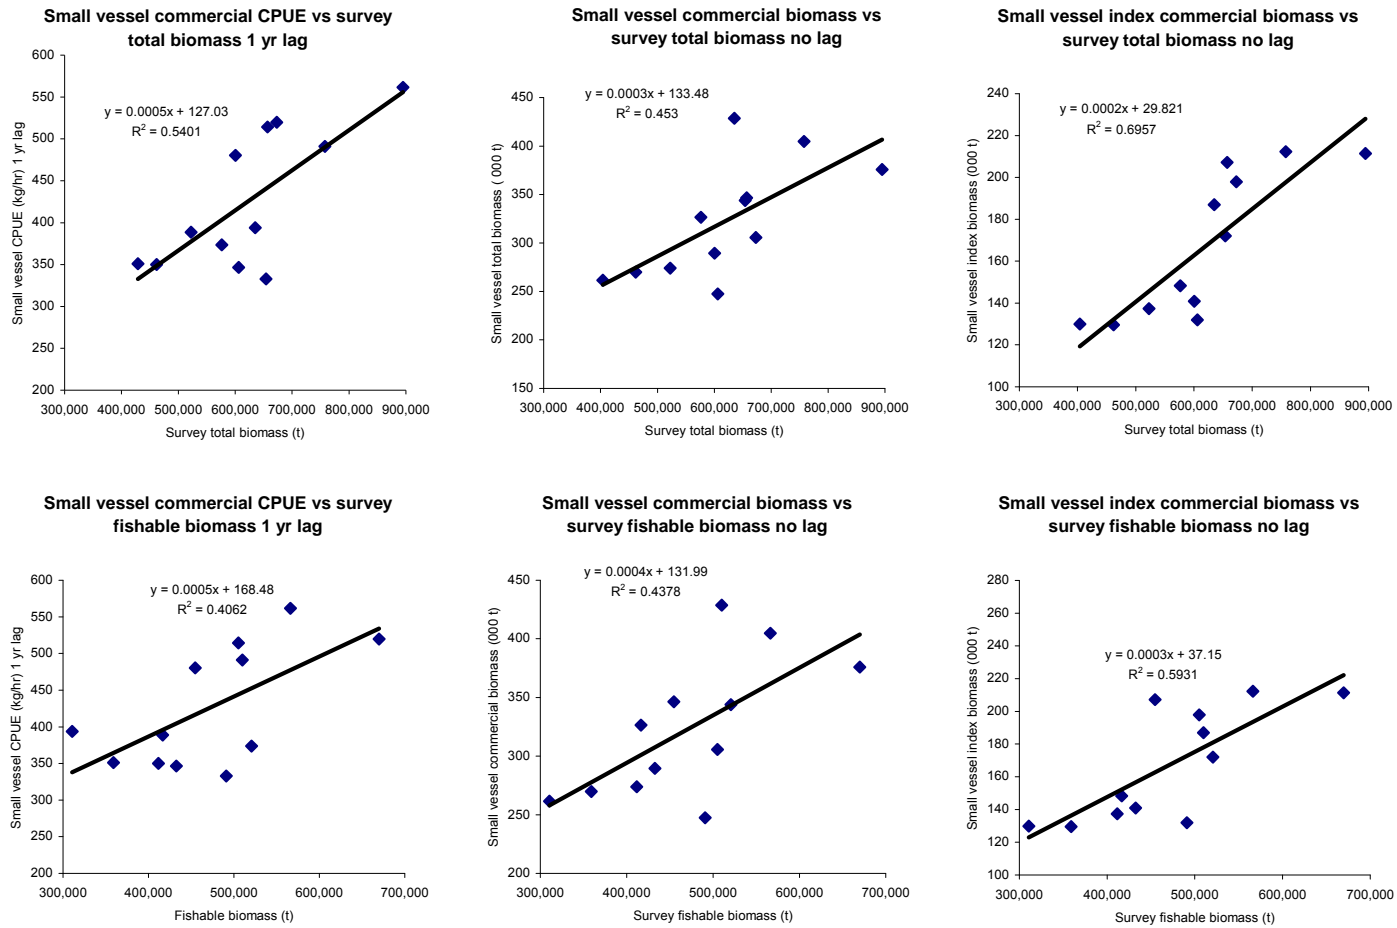 Small vessel commercial CPUE vs survey
total biomass 1 yr lag
600
550
500
450
400
350
300
250
200
300,000 400,000 500,000 600,000 700,000 800,000 900,000
Small vessel CPUE (kg/hr) 1 yr lag
Survey total biomass (t)
y = 0.0005x + 127.03
R² = 0.5401
Small vessel commercial biomass vs
survey total biomass no lag
450
400
350
300
250
200
150
300,000 400,000 500,000 600,000 700,000 800,000 900,000
Small vessel total biomass ( 000 t)
Survey total biomass (t)
y = 0.0003x + 133.48
R² = 0.453
Small vessel index commercial biomass vs
survey total biomass no lag
240
220
200
180
160
140
120
100
300,000 400,000 500,000 600,000 700,000 800,000 900,000
Small vessel index biomass (000 t)
Survey total biomass (t)
y = 0.0002x + 29.821
R² = 0.6957
Small vessel commercial CPUE vs survey
fishable biomass 1 yr lag
600
550
500
450
400
350
300
250
200
300,000 400,000 500,000 600,000 700,000
Small vessel CPUE (kg/hr) 1 yr lag
Fishable biomass (t)
y = 0.0005x + 168.48
R² = 0.4062
Small vessel commercial biomass vs
survey fishable biomass no lag
450
400
350
300
250
200
300,000 400,000 500,000 600,000 700,000
Small vessel commercial biomass (000 t)
Survey fishable biomass (t)
y = 0.0004x + 131.99
R² = 0.4378
Small vessel index commercial biomass vs
survey fishable biomass no lag
280
260
240
220
200
180
160
140
120
100
300,000 400,000 500,000 600,000 700,000
Small vessel index biomass (000 t)
Survey fishable biomass (t)
y = 0.0003x + 37.15
R² = 0.5931